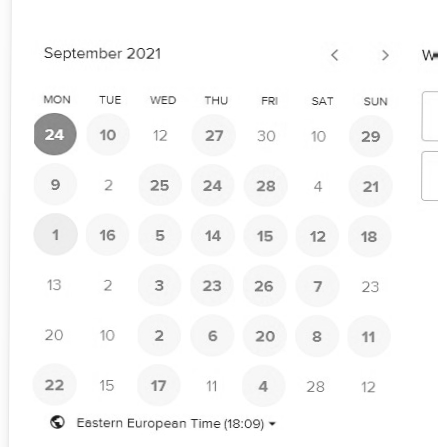 September 2021
MON TUE WED THU FRI SAT SUN
24 10 12 27 30 10 29
9 2 25 24 28 4 21
1 16 5 14 15 12 18
13 2 3 23 26 7 23
20 10 2 6 20 8 11
22 15 17 11 4 28 12
Eastern European Time (18:09)